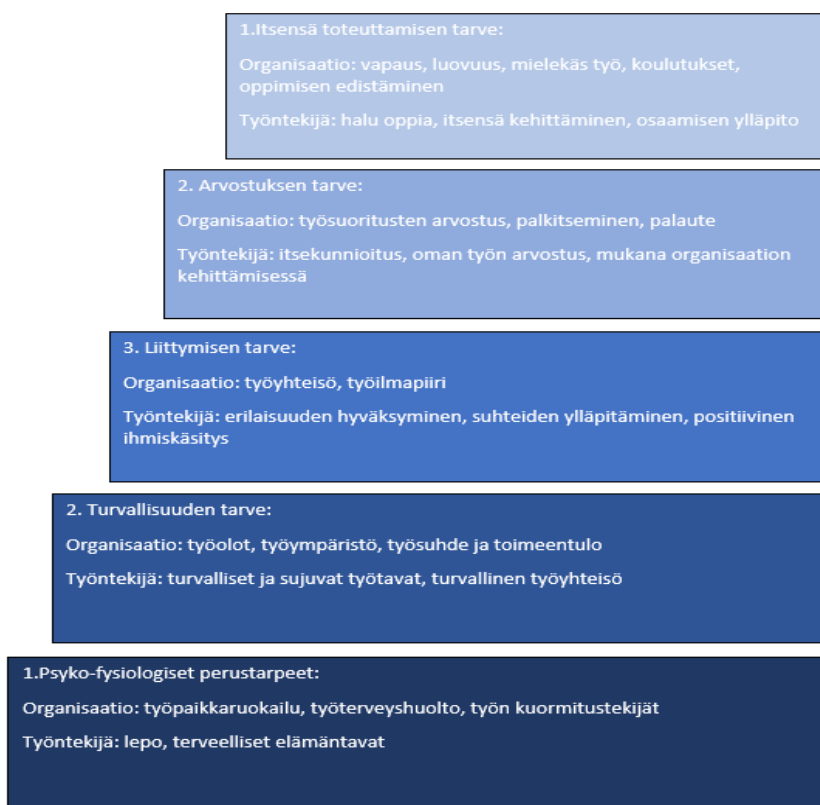 1.Itsensä toteuttamisen tarve:
Organisaatio: vapaus, luovuus, mielekäs työ, koulutukset,
oppimisen edistäminen
Työntekijä: halu oppia, itsensä kehittäminen, osaamisen ylläpito
2. Arvostuksen tarve:
Organisaatio: työsuoritusten arvostus, palkitseminen, palaute
Työntekijä: itsekunnioitus, oman työn arvostus, mukana organisaation
kehittämisessä
3. Liittymisen tarve:
Organisaatio: työyhteisö, työilmapiiri
Työntekijä: erilaisuuden hyväksyminen, suhteiden ylläpitäminen, positiivinen
ihmiskäsitys
2. Turvallisuuden tarve:
Organisaatio: työolot, työympäristö, työsuhde ja toimeentulo
Työntekijä: turvalliset ja sujuvat työtavat, turvallinen työyhteisö
1.Psyko-fysiologiset perustarpeet:
Organisaatio: työpaikkaruokailu, työterveyshuolto, työn kuormitustekijät
Työntekijä: lepo, terveelliset elämäntavat